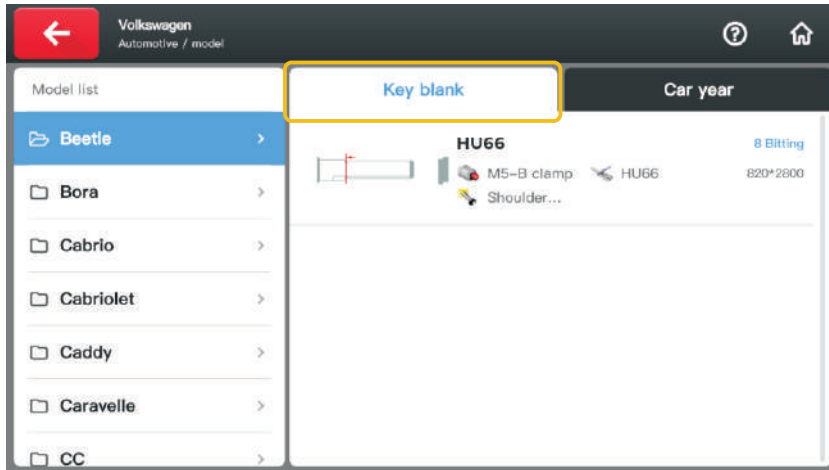 Volkswagen
Automotive / model
Model list
Key blank
Car year
Beetle
HU66
8 Bitting
M5-B clamp
HU66
820*2800
Shoulder...
Bora
Cabrio
Cabriolet
Caddy
Caravelle
CC